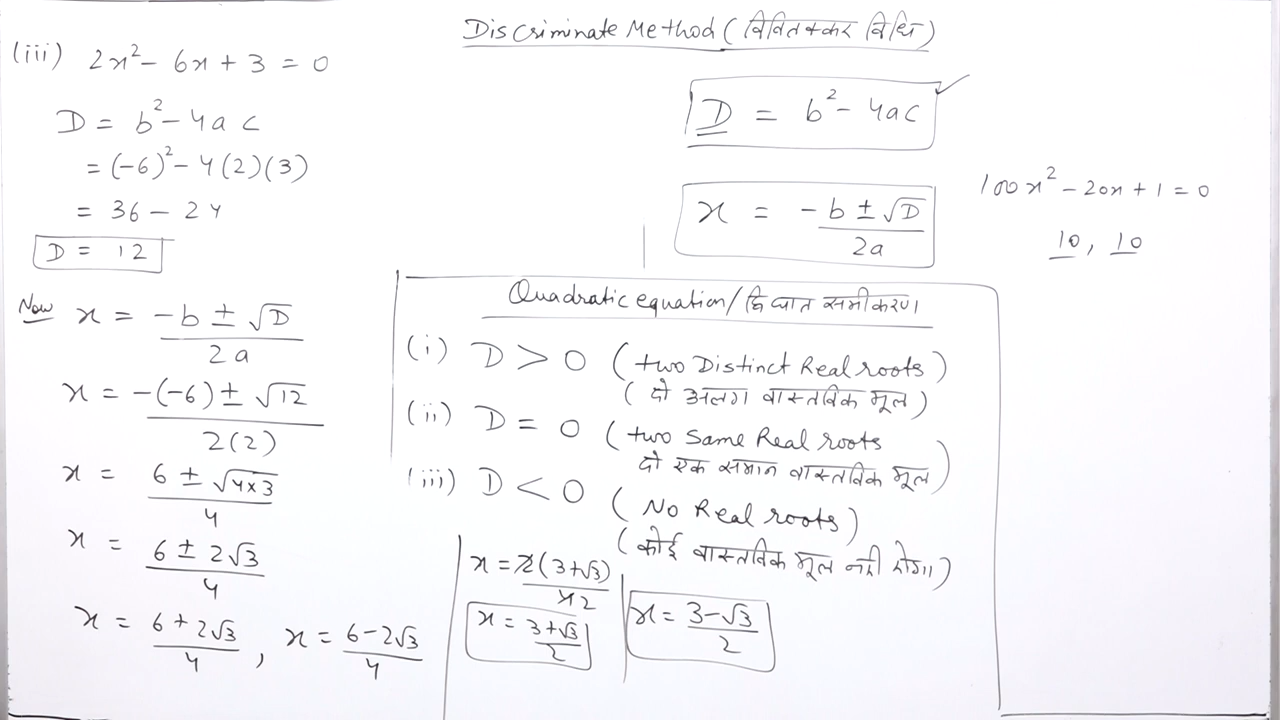 Discriminate Method (विवितक्कर विधि)
(iii) 2x² - 6x + 3 = 0
D = b² - 4ac
= (-6)² - 4(2)(3)
= 36 - 24
D = 12
Now x = -b ± √D / 2a
x = -(-6) ± √12 / 2(2)
x = 6 ± √4×3 / 4
x = 6 ± 2√3 / 4
x = 6 + 2√3 / 4 , x = 6 - 2√3 / 4
D = b² - 4ac
x = -b ± √D / 2a
100x² - 20x + 1 = 0
10, 10
Quadratic equation / द्विघात समीकरण
(i) D > 0 (two Distinct Real roots)
(दो अलग वास्तविक मूल)
(ii) D = 0 (two Same Real roots
दो एक समान वास्तविक मूल)
(iii) D < 0 (No Real roots)
(कोई वास्तविक मूल नही होगा)
x = 2(3+√3) / 42
x = 3+√3 / 2
x = 3-√3 / 2